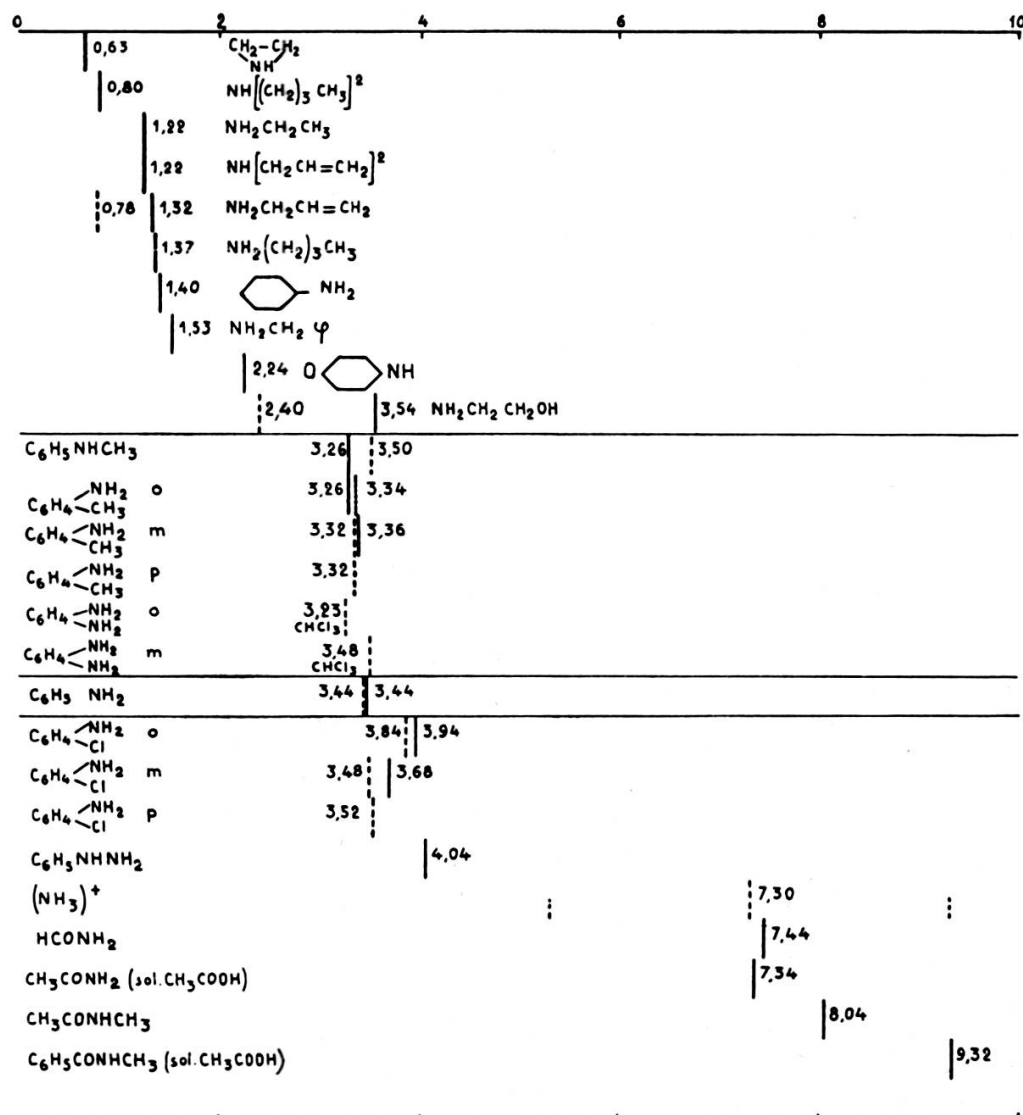 0 2 4 6 8 10
0,63 CH₂–CH₂
NH
0,80 NH[(CH₂)₃ CH₃]²
1,22 NH₂CH₂CH₃
1,22 NH[CH₂CH=CH₂]²
0,78 1,32 NH₂CH₂CH=CH₂
1,37 NH₂(CH₂)₃CH₃
1,40 NH₂
1,53 NH₂CH₂ φ
2,24 O NH
2,40 3,54 NH₂CH₂CH₂OH
C₆H₅NHCH₃ 3,26 3,50
C₆H₄ NH₂ CH₃ o 3,26 3,34
C₆H₄ NH₂ CH₃ m 3,32 3,36
C₆H₄ NH₂ CH₃ p 3,32
C₆H₄ NH₂ NH₂ o 3,23
CHCl₃
C₆H₄ NH₂ NH₂ m 3,48
CHCl₃
C₆H₅ NH₂ 3,44 3,44
C₆H₄ NH₂ Cl o 3,84 3,94
C₆H₄ NH₂ Cl m 3,48 3,68
C₆H₄ NH₂ Cl p 3,52
C₆H₅NHNH₂ 4,04
(NH₃)⁺ 7,30
HCONH₂ 7,44
CH₃CONH₂ (sol.CH₃COOH) 7,34
CH₃CONHCH₃ 8,04
C₆H₅CONHCH₃ (sol.CH₃COOH) 9,32